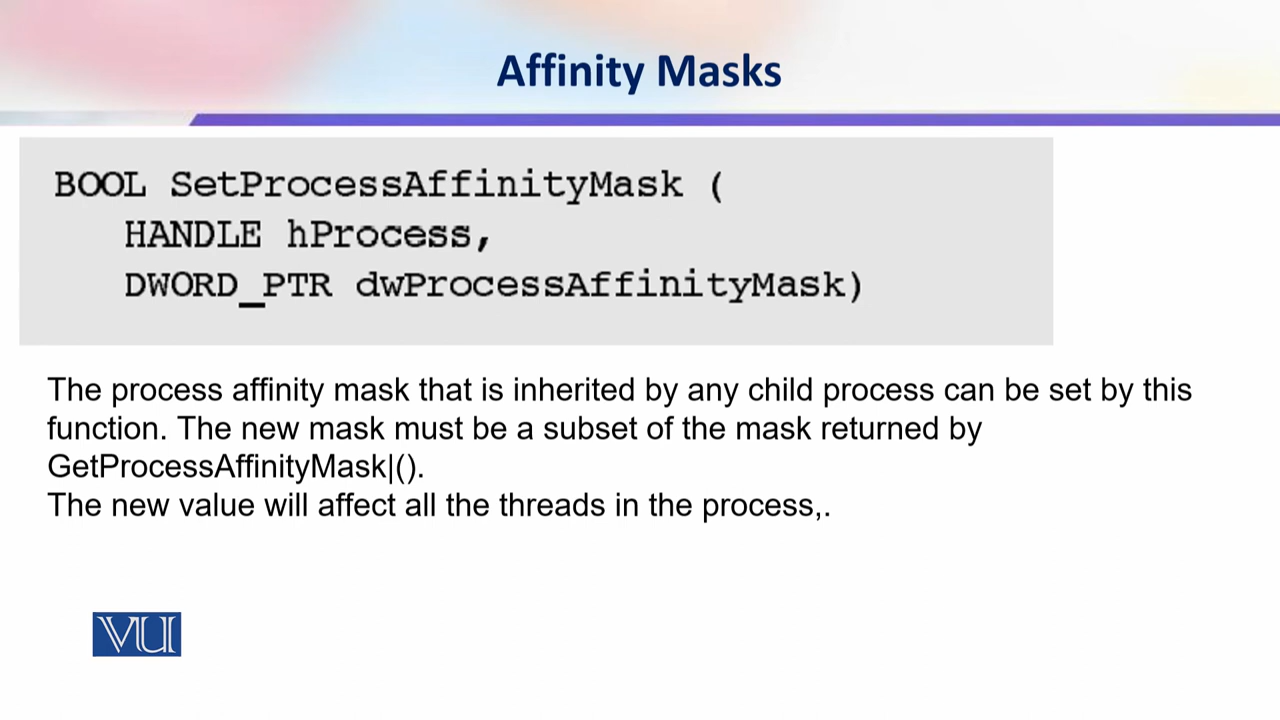 Affinity Masks
BOOL SetProcessAffinityMask (
HANDLE hProcess,
DWORD_PTR dwProcessAffinityMask)
The process affinity mask that is inherited by any child process can be set by this
function. The new mask must be a subset of the mask returned by
GetProcessAffinityMask|().
The new value will affect all the threads in the process,.
VU